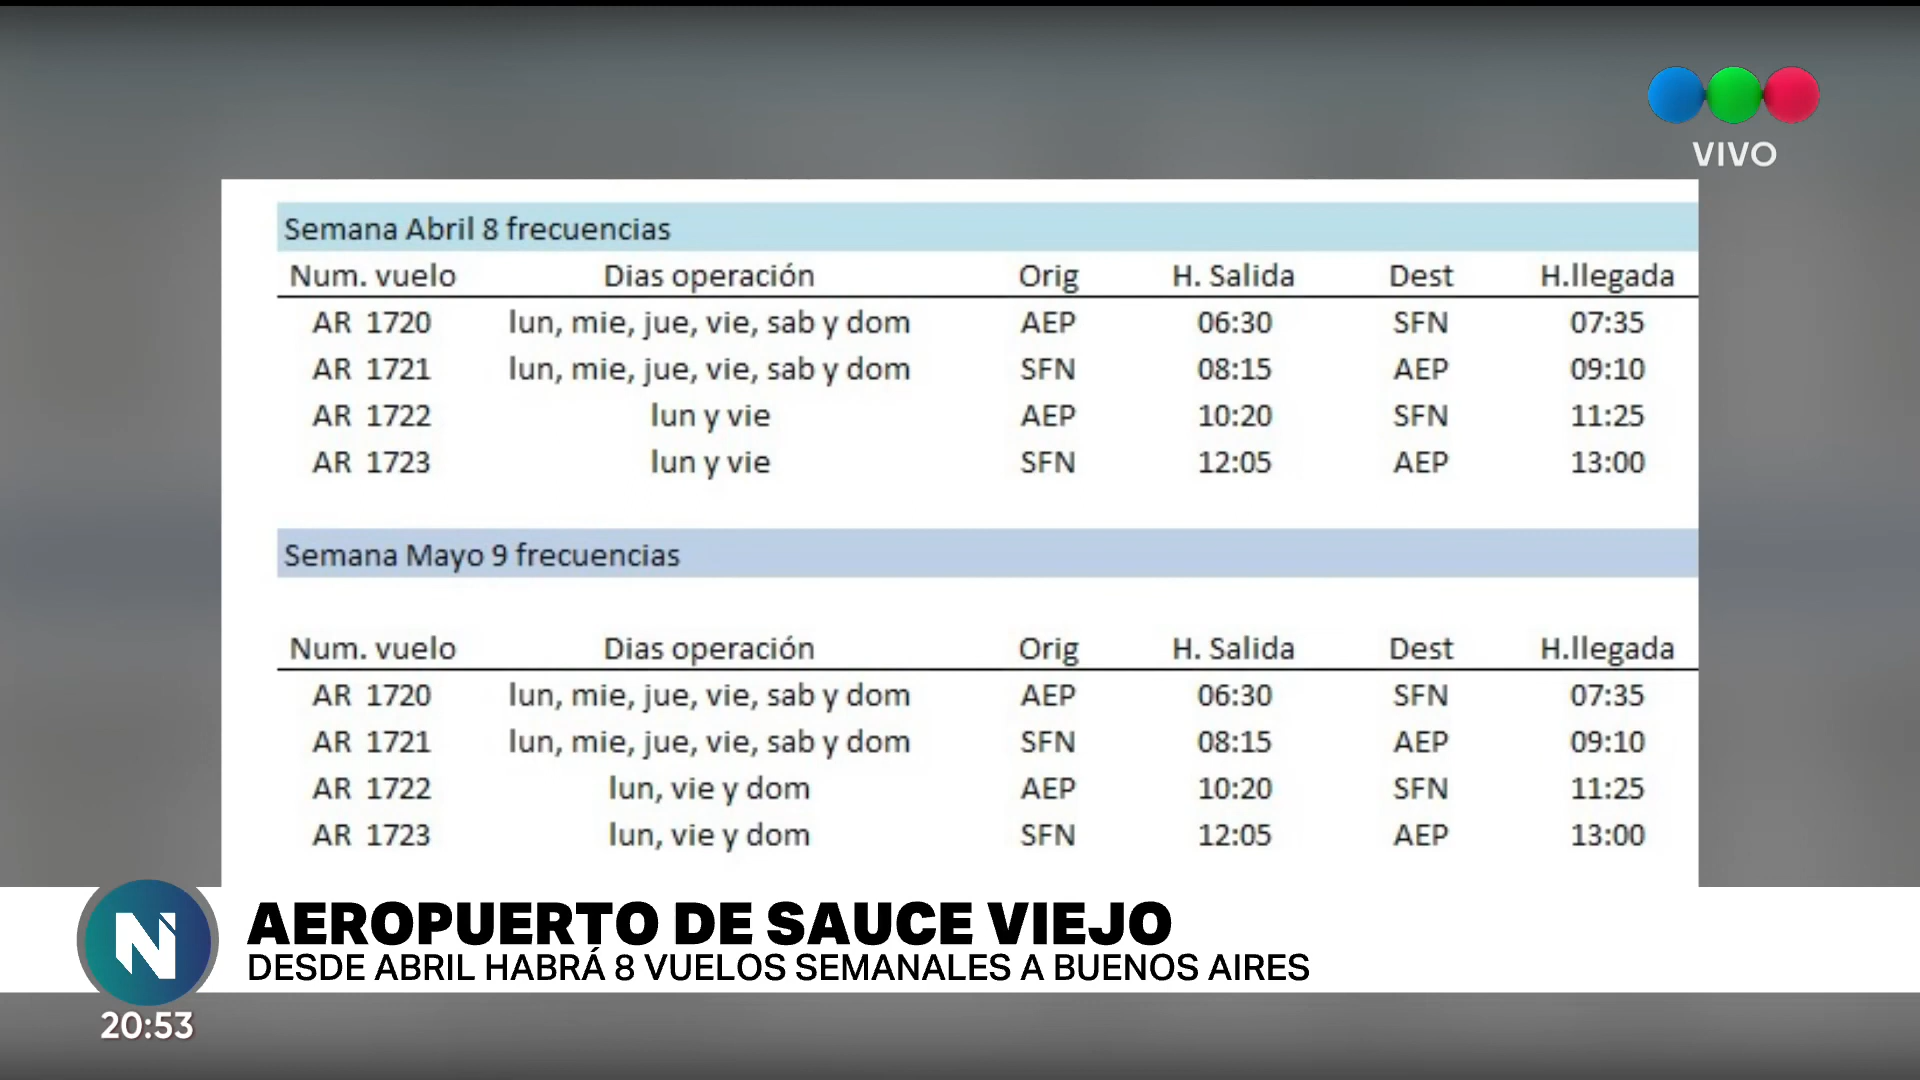 VIVO
Semana Abril 8 frecuencias
Num. vuelo Dias operación Orig H. Salida Dest H.llegada
AR 1720 lun, mie, jue, vie, sab y dom AEP 06:30 SFN 07:35
AR 1721 lun, mie, jue, vie, sab y dom SFN 08:15 AEP 09:10
AR 1722 lun y vie AEP 10:20 SFN 11:25
AR 1723 lun y vie SFN 12:05 AEP 13:00
Semana Mayo 9 frecuencias
Num. vuelo Dias operación Orig H. Salida Dest H.llegada
AR 1720 lun, mie, jue, vie, sab y dom AEP 06:30 SFN 07:35
AR 1721 lun, mie, jue, vie, sab y dom SFN 08:15 AEP 09:10
AR 1722 lun, vie y dom AEP 10:20 SFN 11:25
AR 1723 lun, vie y dom SFN 12:05 AEP 13:00
N
AEROPUERTO DE SAUCE VIEJO
DESDE ABRIL HABRÁ 8 VUELOS SEMANALES A BUENOS AIRES
20:53